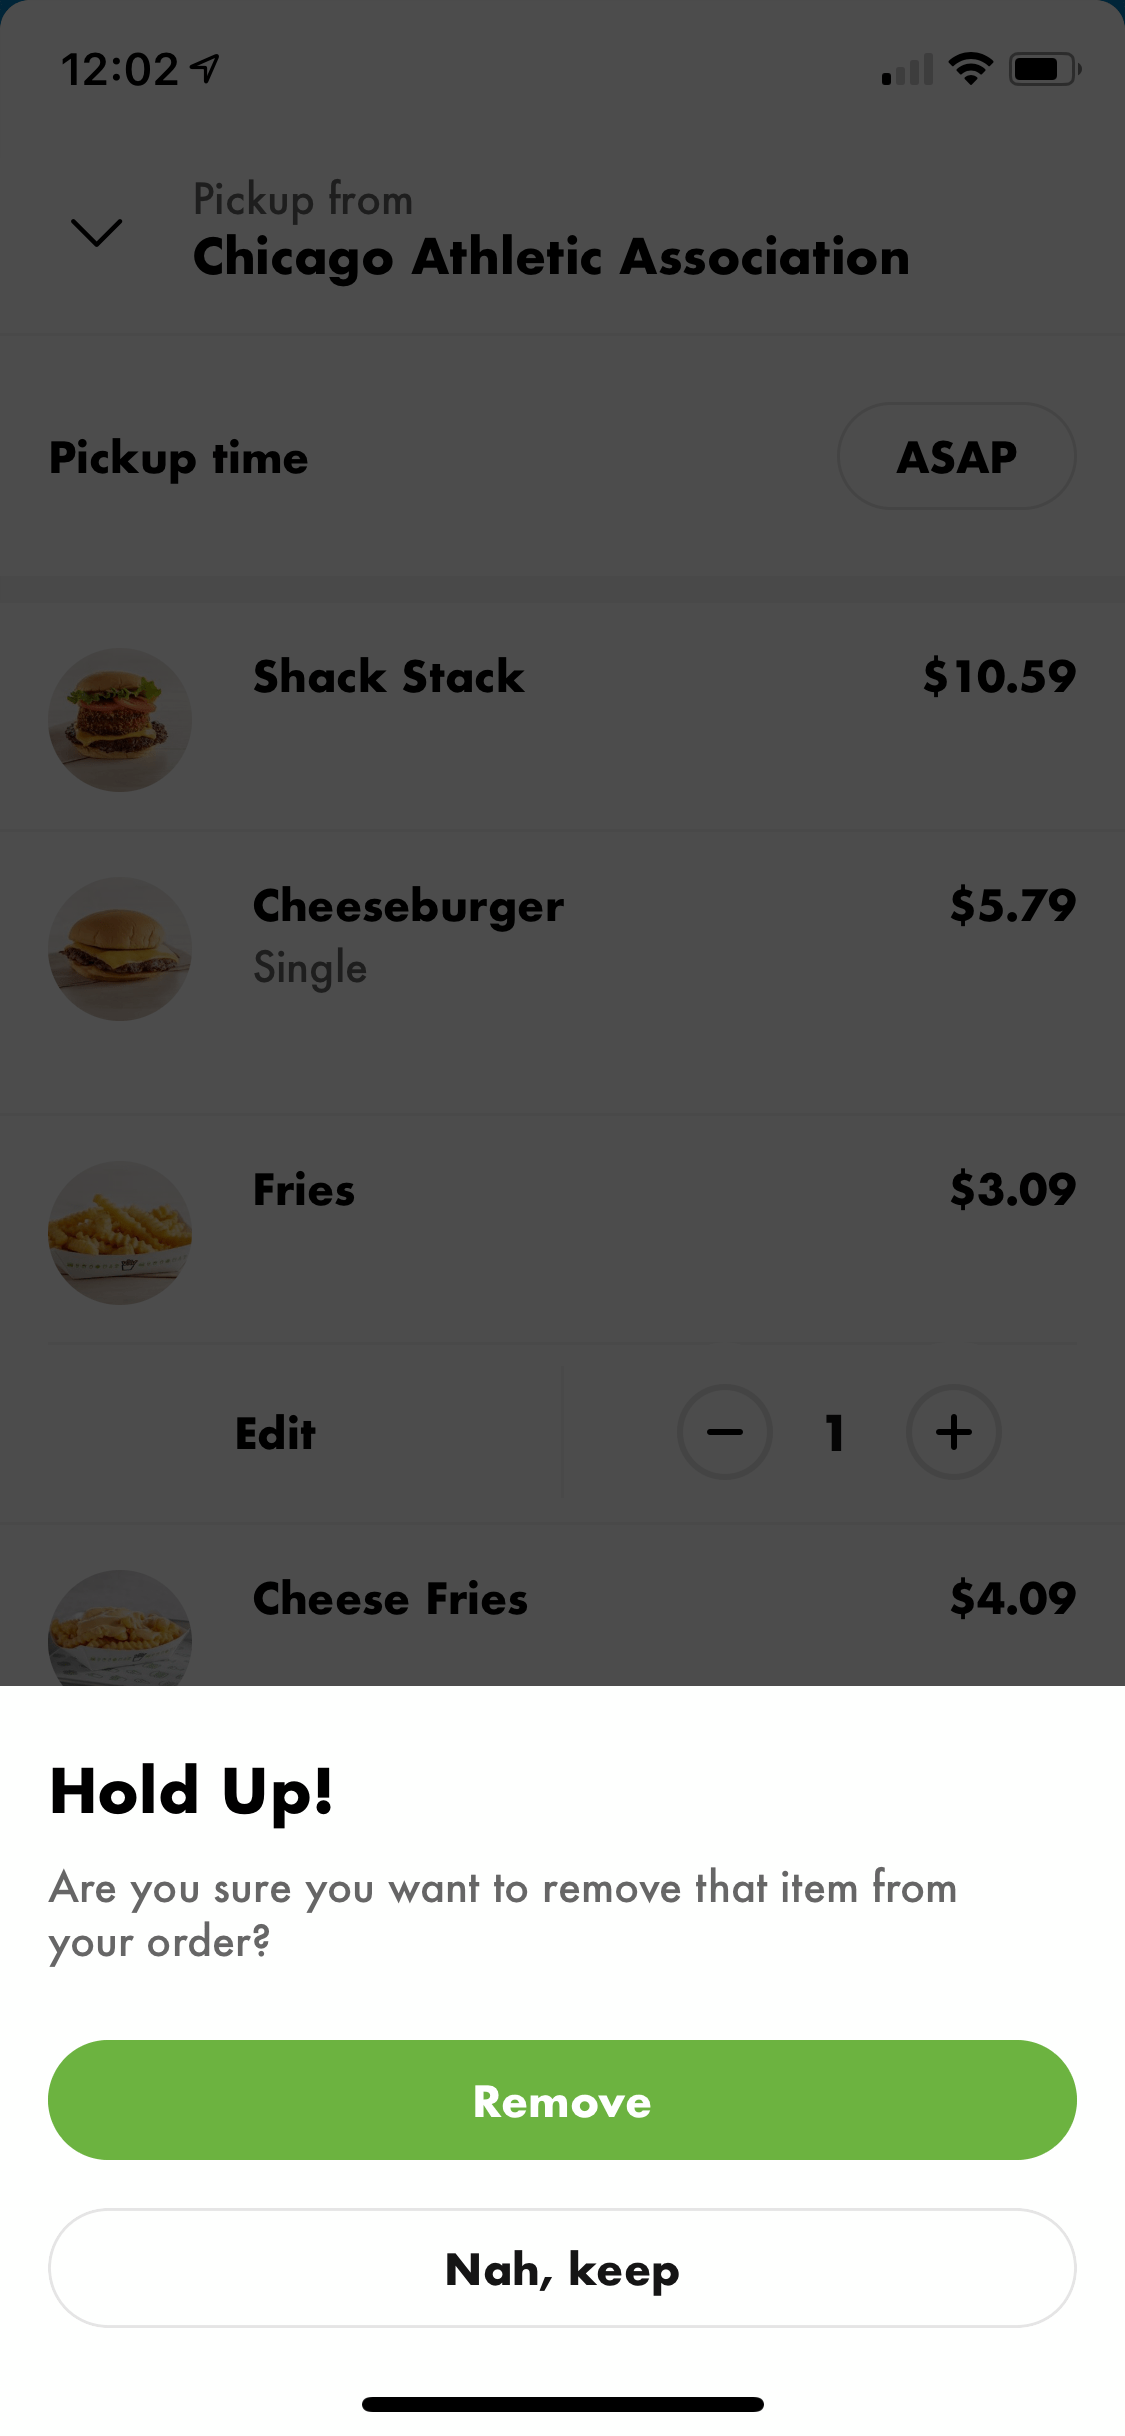 12:02
Pickup from
Chicago Athletic Association
Pickup time
ASAP
Shack Stack
$10.59
Cheeseburger
$5.79
Single
Fries
$3.09
Edit
1
Cheese Fries
$4.09
Hold Up!
Are you sure you want to remove that item from
your order?
Remove
Nah, keep